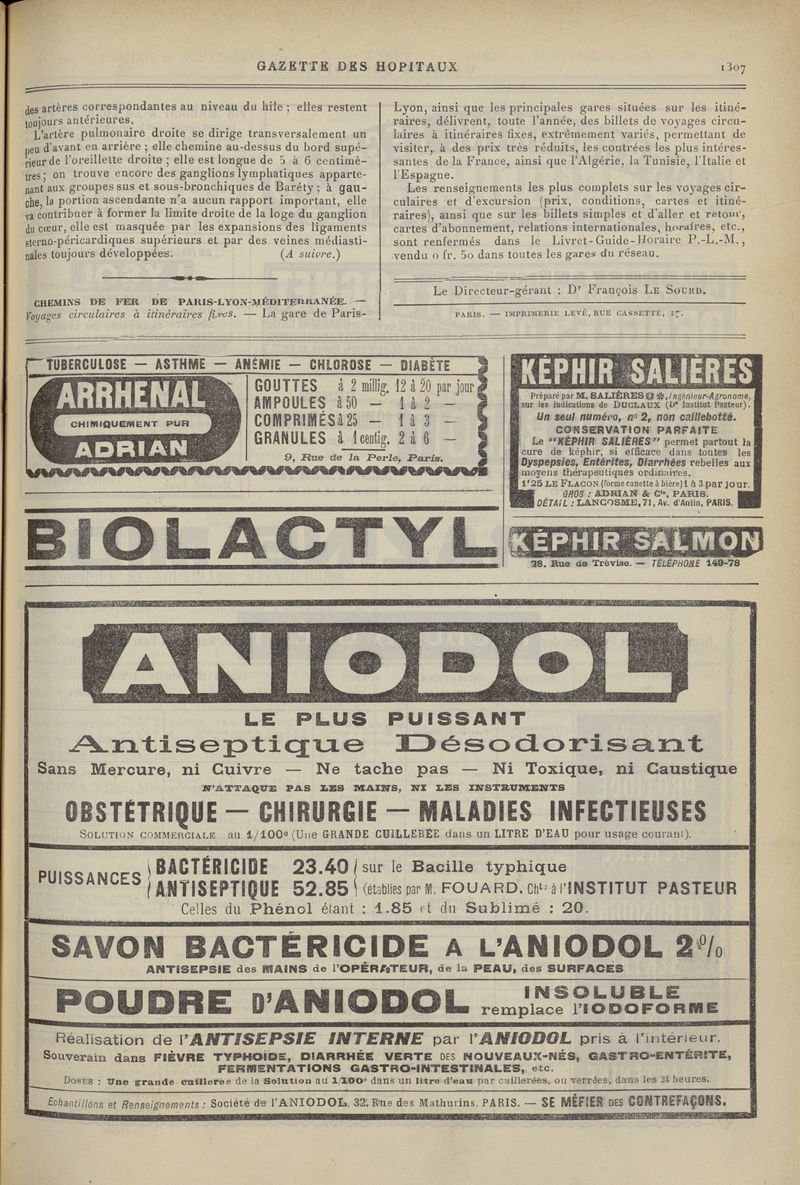 GAZETTE DES HOPITAUX 1307
des artères correspondantes au niveau du hile ; elles restent
toujours antérieures.
L'artère pulmonaire droite se dirige transversalement un
peu d'avant en arrière ; elle chemine au-dessus du bord supé-
rieur de l'oreillette droite ; elle est longue de 5 à 6 centimè-
tres ; on trouve encore des ganglions lymphatiques apparte-
nant aux groupes sus et sous-bronchiques de Baréty ; à gau-
che, la portion ascendante n'a aucun rapport important, elle
va contribuer à former la limite droite de la loge du ganglion
du cœur, elle est masquée par les expansions des ligaments
sterno-péricardiques supérieurs et par des veines médiasti-
nales toujours développées. (A suivre.)
CHEMINS DE FER DE PARIS-LYON-MÉDITERRANÉE. —
Voyages circulaires à itinéraires fixes. — La gare de Paris-
Lyon, ainsi que les principales gares situées sur les itiné-
raires, délivrent, toute l'année, des billets de voyages circu-
laires à itinéraires fixes, extrêmement variés, permettant de
visiter, à des prix très réduits, les contrées les plus intéres-
santes de la France, ainsi que l'Algérie, la Tunisie, l'Italie et
l'Espagne.
Les renseignements les plus complets sur les voyages cir-
culaires et d'excursion (prix, conditions, cartes et itiné-
raires), ainsi que sur les billets simples et d'aller et retour,
cartes d'abonnement, relations internationales, horaires, etc.,
sont renfermés dans le Livret-Guide-Horaire P.-L.-M.,
vendu 0 fr. 50 dans toutes les gares du réseau.
Le Directeur-gérant : Dr François LE SOURD.
PARIS. — IMPRIMERIE LEVÉ, RUE CASSETTE, 17.
TUBERCULOSE — ASTHME — ANÉMIE — CHLOROSE — DIABÈTE
ARRHÉNAL
CHIMIQUEMENT PUR
ADRIAN
GOUTTES à 2 millig. 12 à 20 par jour
AMPOULES à 50 — 1 à 2 —
COMPRIMÉS à 25 — 1 à 3 —
GRANULES à 1 centig. 2 à 6 —
9, Rue de la Perle, Paris.
KÉPHIR SALIÈRES
Préparé par M. SALIÈRES, Ingénieur-Agronome,
sur les indications de DUCLAUX (Dr Institut Pasteur).
Un seul numéro, n° 2, non caillebotté.
CONSERVATION PARFAITE
Le "KÉPHIR SALIÈRES" permet partout la
cure de képhir, si efficace dans toutes les
Dyspepsies, Entérites, Diarrhées rebelles aux
moyens thérapeutiques ordinaires.
1f25 LE FLACON (forme canette à bière) 1 à 3 par jour.
GROS : ADRIAN & Cie, PARIS.
DÉTAIL : LANCOSME, 71, Av. d'Antin, PARIS.
BIOLACTYL
KÉPHIR SALMON
28, Rue de Trévise. — TÉLÉPHONE 149-78
ANIODOL
LE PLUS PUISSANT
Antiseptique Désodorisant
Sans Mercure, ni Cuivre — Ne tache pas — Ni Toxique, ni Caustique
N'ATTAQUE PAS LES MAINS, NI LES INSTRUMENTS
OBSTÉTRIQUE — CHIRURGIE — MALADIES INFECTIEUSES
SOLUTION COMMERCIALE au 1/100e (Une GRANDE CUILLERÉE dans un LITRE D'EAU pour usage courant).
PUISSANCES BACTÉRICIDE 23.40 sur le Bacille typhique
ANTISEPTIQUE 52.85 (établies par M. FOUARD, Chte à l'INSTITUT PASTEUR
Celles du Phénol étant : 1.85 et du Sublimé : 20.
SAVON BACTÉRICIDE A L'ANIODOL 2%
ANTISEPSIE des MAINS de l'OPÉRATEUR, de la PEAU, des SURFACES
POUDRE D'ANIODOL INSOLUBLE
remplace l'IODOFORME
Réalisation de l'ANTISEPSIE INTERNE par l'ANIODOL pris à l'intérieur.
Souverain dans FIÈVRE TYPHOIDE, DIARRHÉE VERTE DES NOUVEAUX-NÉS, GASTRO-ENTÉRITE,
FERMENTATIONS GASTRO-INTESTINALES, etc.
DOSES : Une grande cuillerée de la Solution au 1/100e dans un litre d'eau par cuillerées, ou verrées, dans les 24 heures.
Echantillons et Renseignements : Société de l'ANIODOL, 32, Rue des Mathurins, PARIS. — SE MÉFIER DES CONTREFAÇONS.